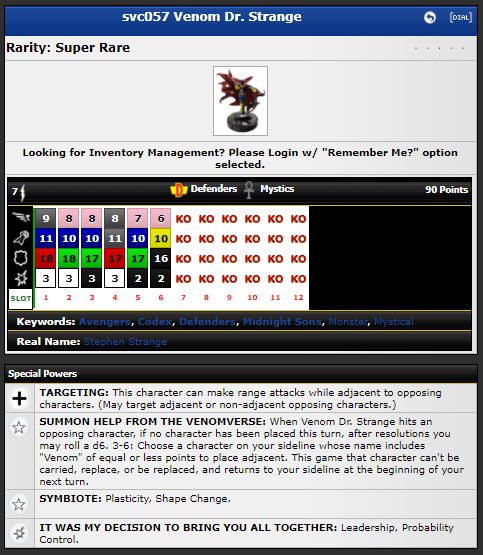 svc057 Venom Dr. Strange
[DIAL]
Rarity: Super Rare
. . . . .
Looking for Inventory Management? Please Login w/ "Remember Me?" option
selected.
7 Defenders Mystics 90 Points
9 8 8 8 7 6 KO KO KO KO KO KO
11 10 10 11 10 10 KO KO KO KO KO KO
18 18 17 17 17 16 KO KO KO KO KO KO
3 3 3 3 2 2 KO KO KO KO KO KO
SLOT 1 2 3 4 5 6 7 8 9 10 11 12
Keywords: Avengers, Codex, Defenders, Midnight Sons, Monster, Mystical
Real Name: Stephen Strange
Special Powers
TARGETING: This character can make range attacks while adjacent to opposing
characters. (May target adjacent or non-adjacent opposing characters.)
SUMMON HELP FROM THE VENOMVERSE: When Venom Dr. Strange hits an
opposing character, if no character has been placed this turn, after resolutions you
may roll a d6. 3-6: Choose a character on your sideline whose name includes
"Venom" of equal or less points to place adjacent. This game that character can't be
carried, replace, or be replaced, and returns to your sideline at the beginning of your
next turn.
SYMBIOTE: Plasticity, Shape Change.
IT WAS MY DECISION TO BRING YOU ALL TOGETHER: Leadership, Probability
Control.